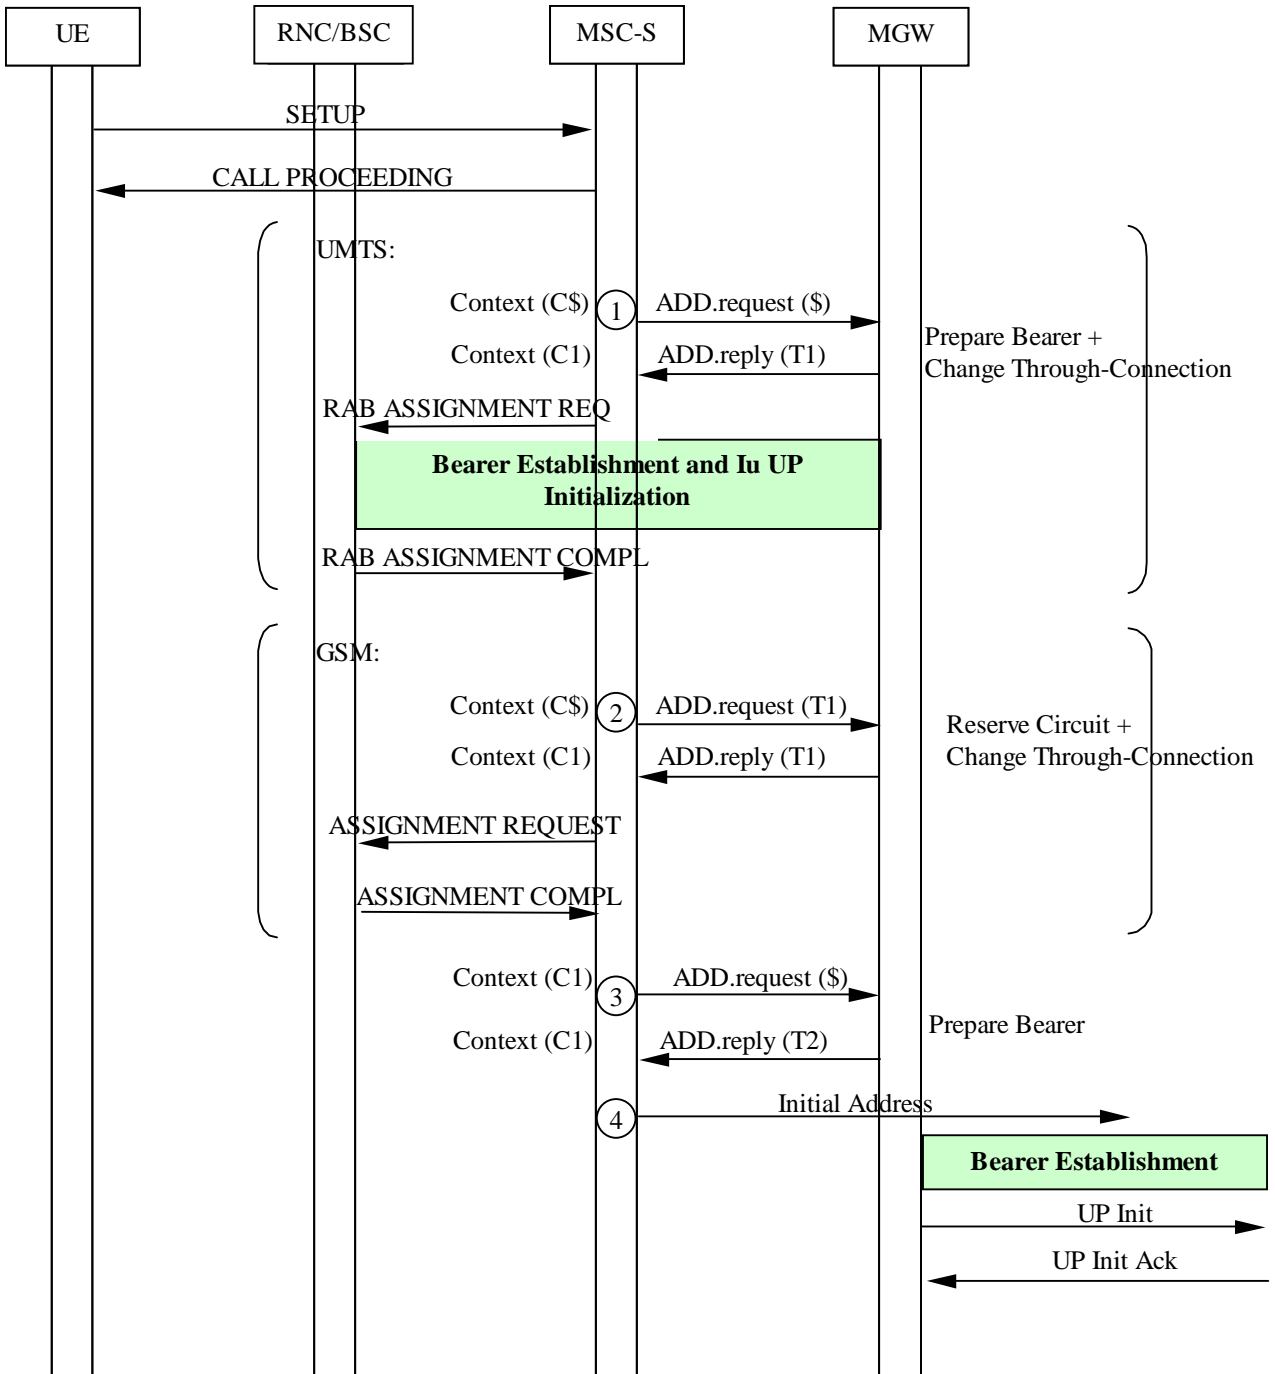 UE
RNC/BSC
MSC-S
MGW
SETUP
CALL PROCEEDING
UMTS:
Context (C$)
1
ADD.request ($)
Context (C1)
ADD.reply (T1)
Prepare Bearer +
Change Through-Connection
RAB ASSIGNMENT REQ
Bearer Establishment and Iu UP
Initialization
RAB ASSIGNMENT COMPL
GSM:
Context (C$)
2
ADD.request (T1)
Context (C1)
ADD.reply (T1)
Reserve Circuit +
Change Through-Connection
ASSIGNMENT REQUEST
ASSIGNMENT COMPL
Context (C1)
3
ADD.request ($)
Prepare Bearer
Context (C1)
ADD.reply (T2)
4
Initial Address
Bearer Establishment
UP Init
UP Init Ack